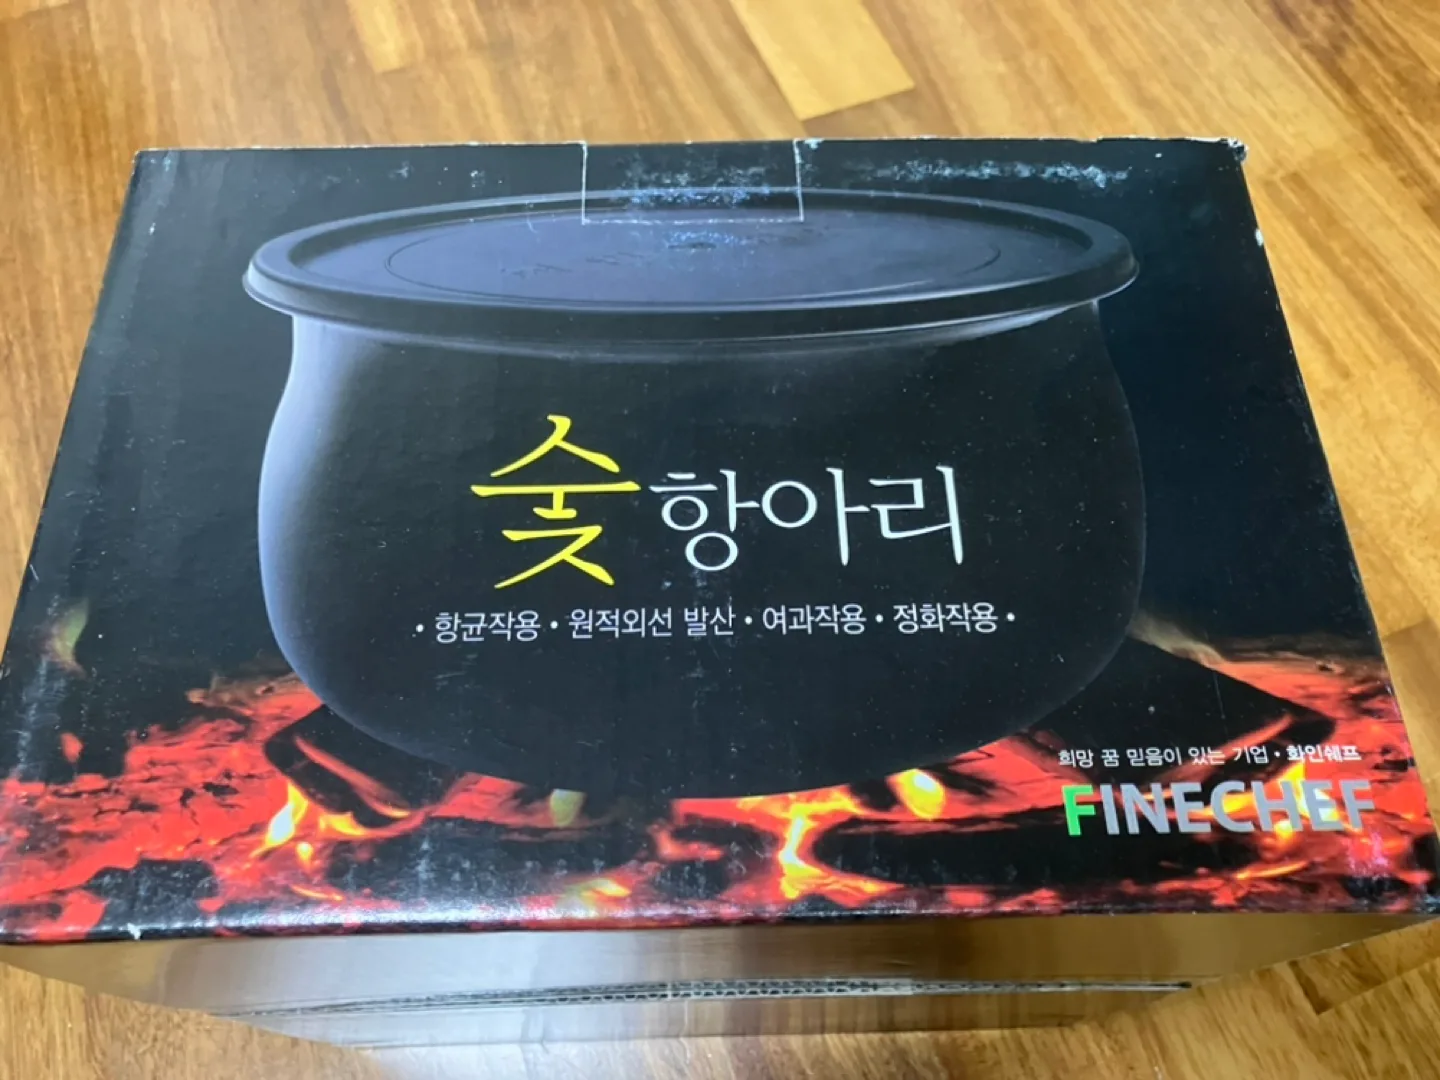 숯항아리
· 항균작용 · 원적외선 발산 · 여과작용 · 정화작용 ·
희망 꿈 믿음이 있는 기업 · 화인쉐프
FINECHEF